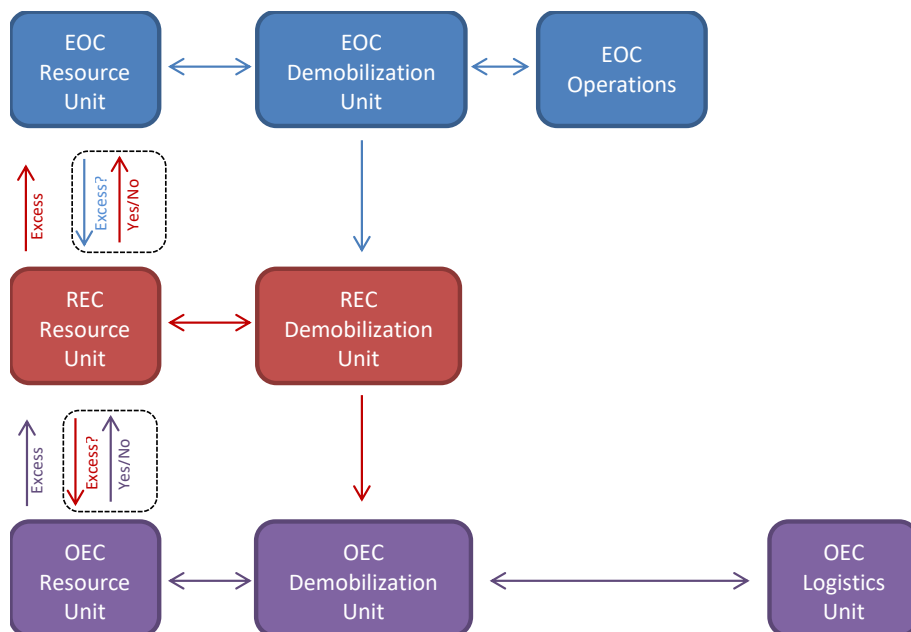 EOC
Resource
Unit
EOC
Demobilization
Unit
EOC
Operations
Excess
Excess?
Yes/No
REC
Resource
Unit
REC
Demobilization
Unit
Excess
Excess?
Yes/No
OEC
Resource
Unit
OEC
Demobilization
Unit
OEC
Logistics
Unit